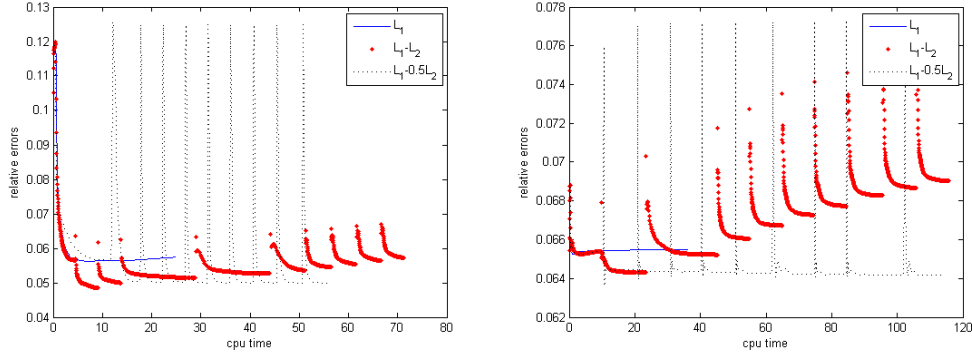 0.13
0.12
0.11
0.1
0.09
0.08
0.07
0.06
0.05
0.04
relative errors
0 10 20 30 40 50 60 70 80
cpu time
L1
L1-L2
L1-0.5L2
0.078
0.076
0.074
0.072
0.07
0.068
0.066
0.064
0.062
relative errors
0 20 40 60 80 100 120
cpu time
L1
L1-L2
L1-0.5L2